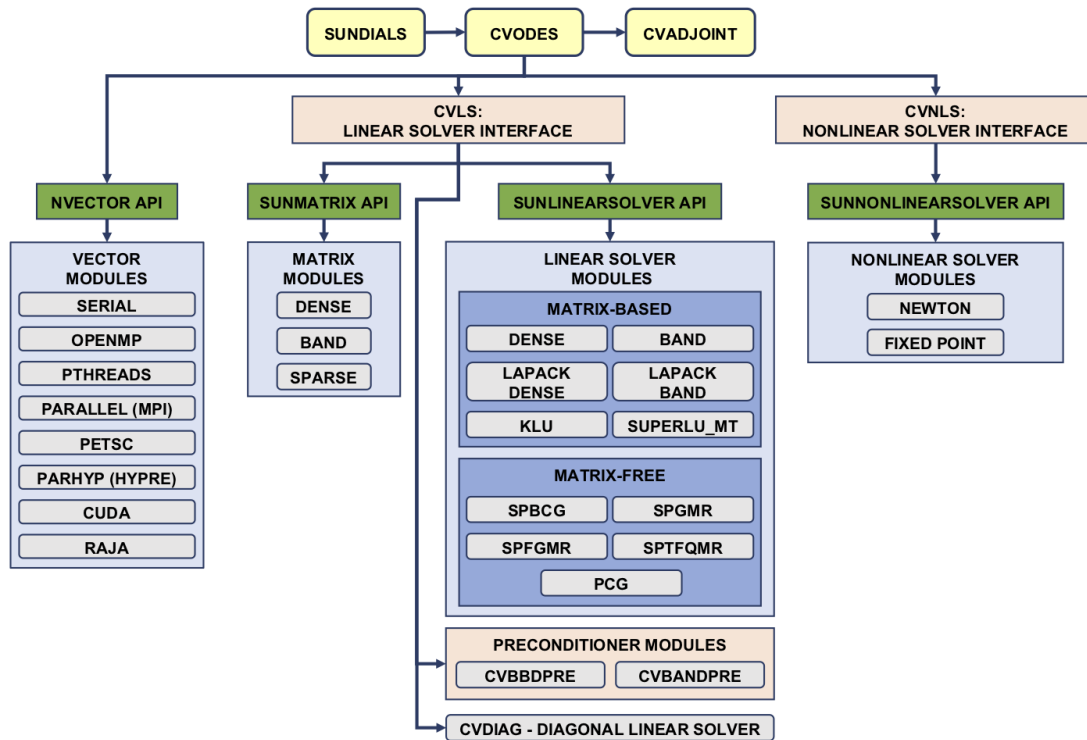 SUNDIALS
CVODES
CVADJOINT
CVLS:
LINEAR SOLVER INTERFACE
CVNLS:
NONLINEAR SOLVER INTERFACE
NVECTOR API
SUNMATRIX API
SUNLINEARSOLVER API
SUNNONLINEARSOLVER API
VECTOR
MODULES
SERIAL
OPENMP
PTHREADS
PARALLEL (MPI)
PETSC
PARHYP (HYPRE)
CUDA
RAJA
MATRIX
MODULES
DENSE
BAND
SPARSE
LINEAR SOLVER
MODULES
MATRIX-BASED
DENSE
BAND
LAPACK
DENSE
LAPACK
BAND
KLU
SUPERLU_MT
MATRIX-FREE
SPBCG
SPGMR
SPFGMR
SPTFQMR
PCG
NONLINEAR SOLVER
MODULES
NEWTON
FIXED POINT
PRECONDITIONER MODULES
CVBBDPRE
CVBANDPRE
CVDIAG - DIAGONAL LINEAR SOLVER